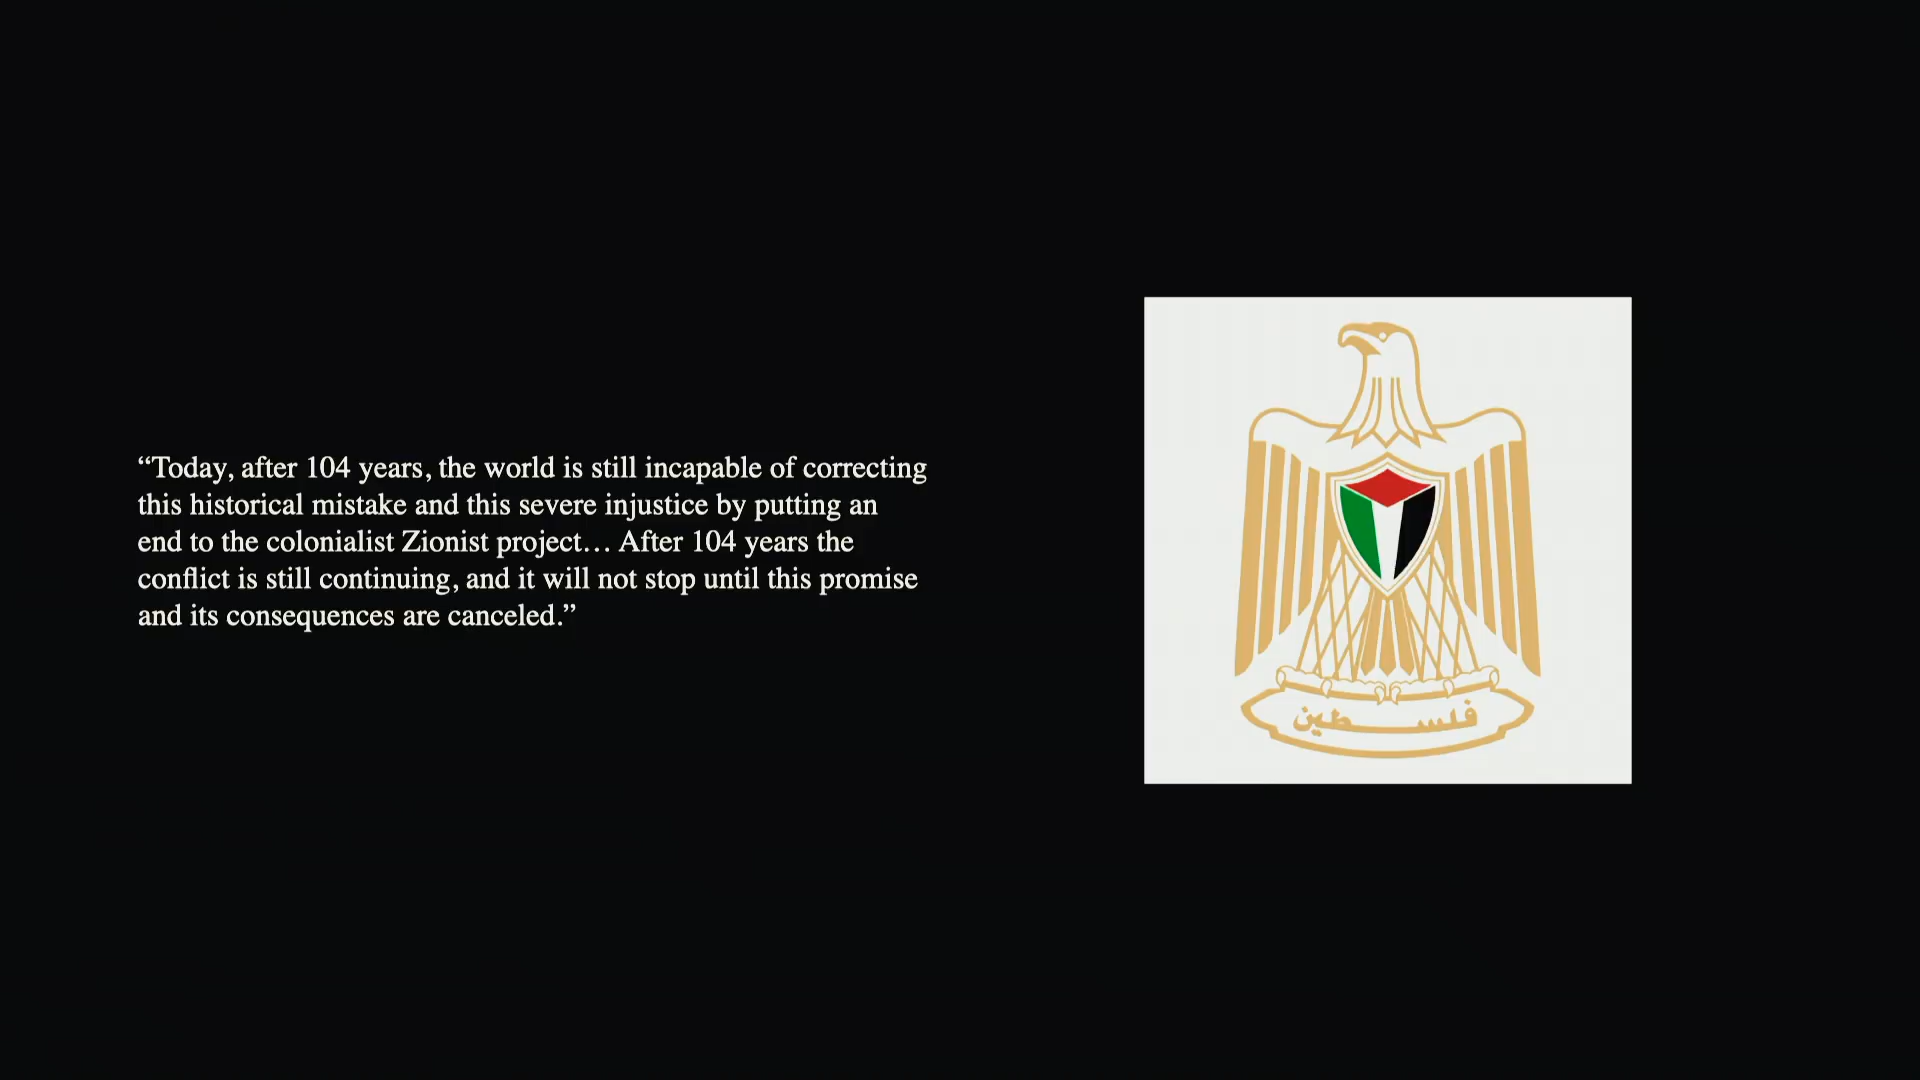 “Today, after 104 years, the world is still incapable of correcting
this historical mistake and this severe injustice by putting an
end to the colonialist Zionist project… After 104 years the
conflict is still continuing, and it will not stop until this promise
and its consequences are canceled.”
فلسطين